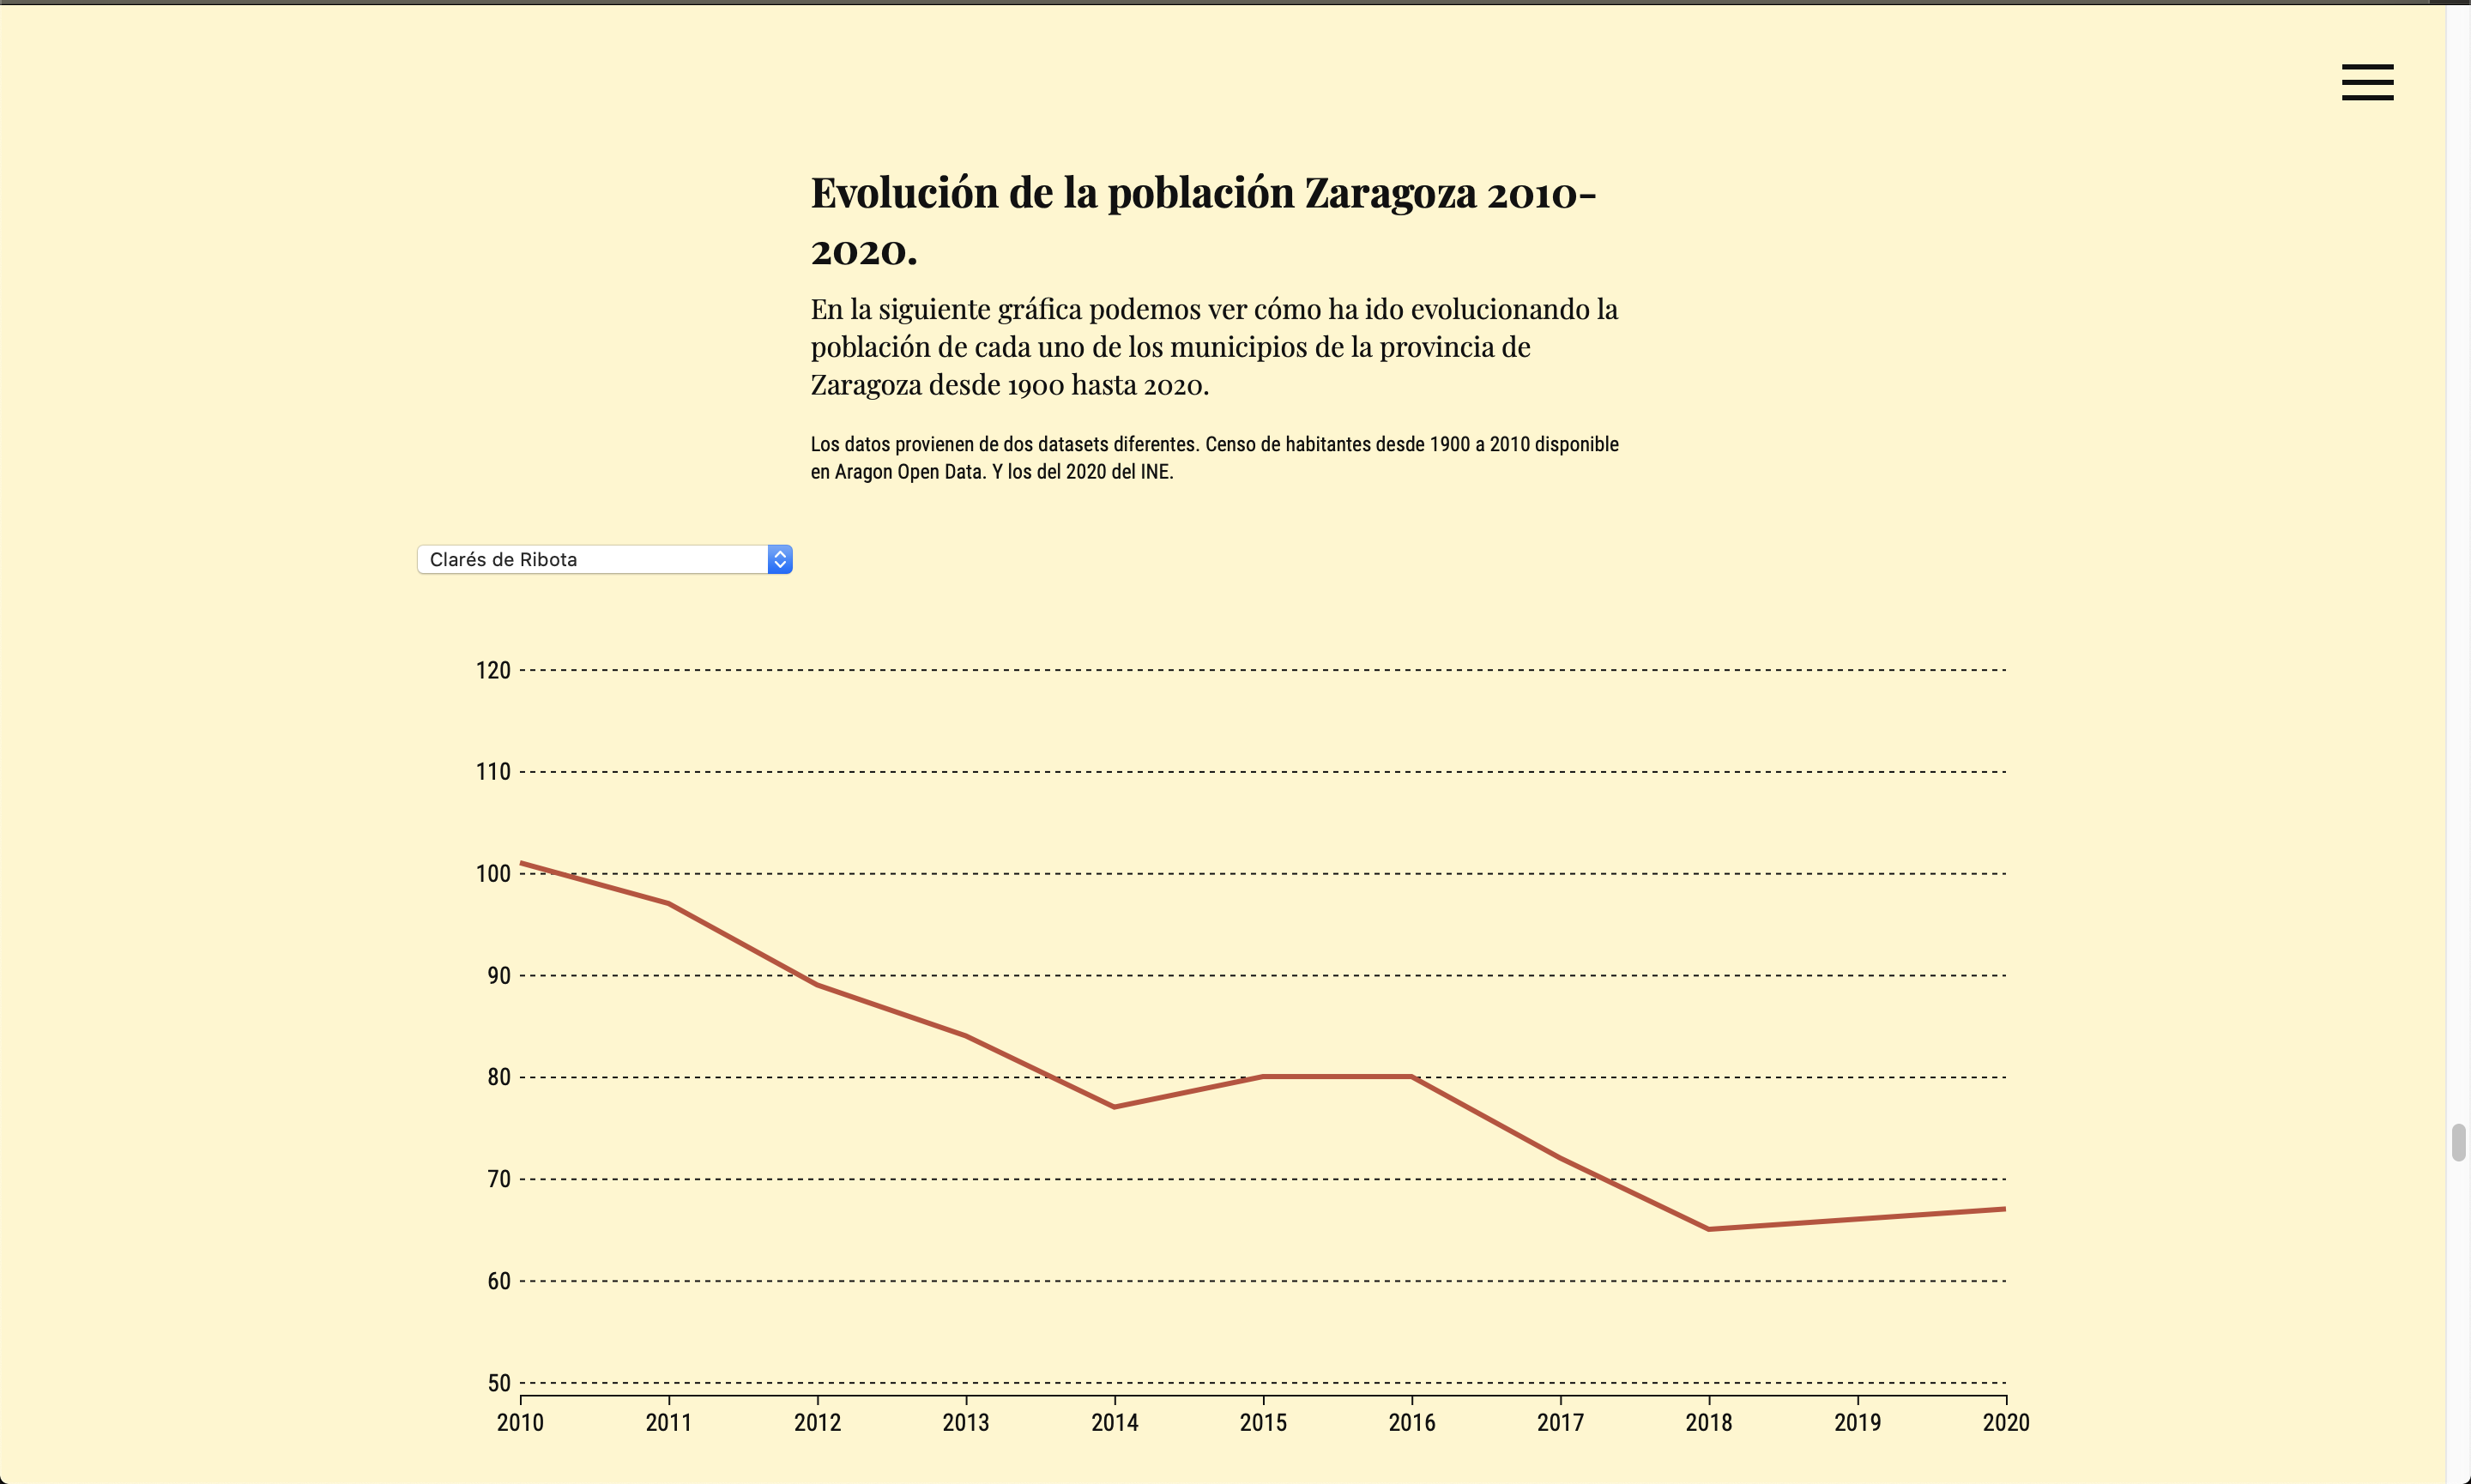 Evolución de la población Zaragoza 2010-
2020.
En la siguiente gráfica podemos ver cómo ha ido evolucionando la
población de cada uno de los municipios de la provincia de
Zaragoza desde 1900 hasta 2020.
Los datos provienen de dos datasets diferentes. Censo de habitantes desde 1900 a 2010 disponible
en Aragon Open Data. Y los del 2020 del INE.
Clarés de Ribota
120
110
100
90
80
70
60
50
2010 2011 2012 2013 2014 2015 2016 2017 2018 2019 2020